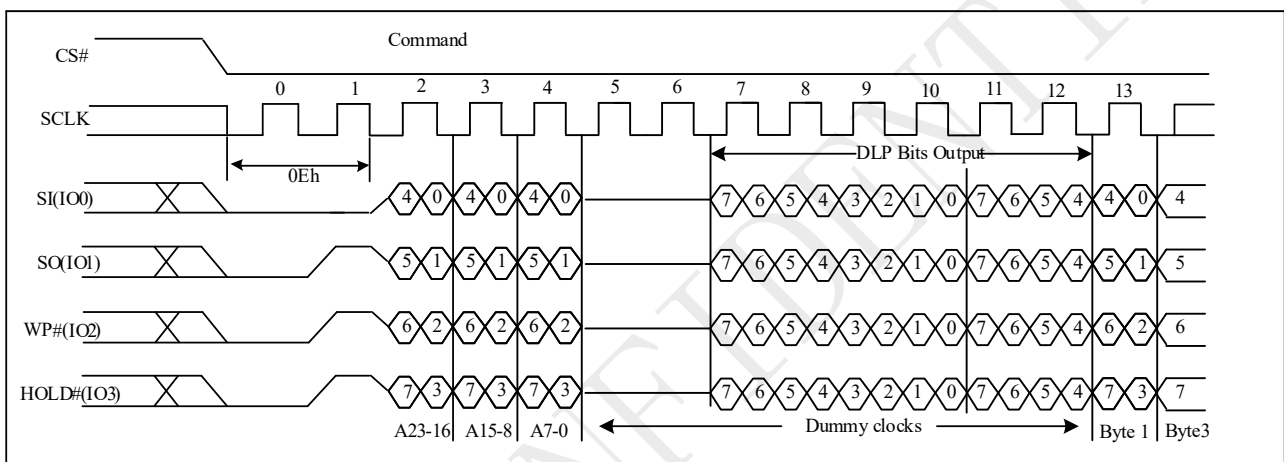 Command
CS#
0 1 2 3 4 5 6 7 8 9 10 11 12 13
SCLK
DLP Bits Output
0Eh
SI(IO0) 4 0 4 0 4 0 7 6 5 4 3 2 1 0 7 6 5 4 4 0 4
SO(IO1) 5 1 5 1 5 1 7 6 5 4 3 2 1 0 7 6 5 4 5 1 5
WP#(IO2) 6 2 6 2 6 2 7 6 5 4 3 2 1 0 7 6 5 4 6 2 6
HOLD#(IO3) 7 3 7 3 7 3 7 6 5 4 3 2 1 0 7 6 5 4 7 3 7
A23-16 A15-8 A7-0 Dummy clocks Byte 1 Byte3